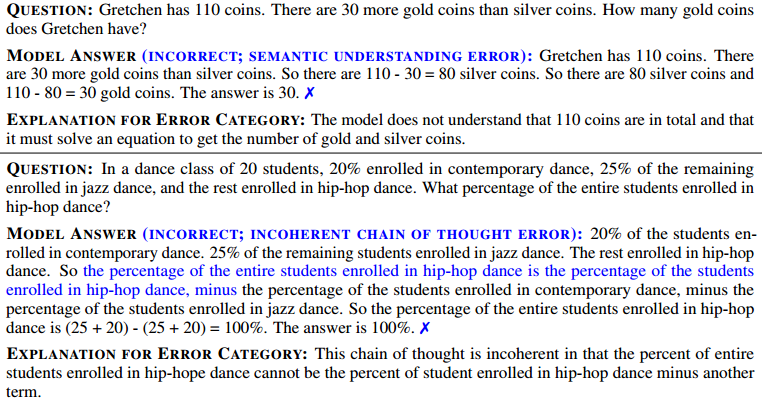 QUESTION: Gretchen has 110 coins. There are 30 more gold coins than silver coins. How many gold coins
does Gretchen have?
MODEL ANSWER (INCORRECT; SEMANTIC UNDERSTANDING ERROR): Gretchen has 110 coins. There
are 30 more gold coins than silver coins. So there are 110 - 30 = 80 silver coins. So there are 80 silver coins and
110 - 80 = 30 gold coins. The answer is 30. ✗
EXPLANATION FOR ERROR CATEGORY: The model does not understand that 110 coins are in total and that
it must solve an equation to get the number of gold and silver coins.
QUESTION: In a dance class of 20 students, 20% enrolled in contemporary dance, 25% of the remaining
enrolled in jazz dance, and the rest enrolled in hip-hop dance. What percentage of the entire students enrolled in
hip-hop dance?
MODEL ANSWER (INCORRECT; INCOHERENT CHAIN OF THOUGHT ERROR): 20% of the students en-
rolled in contemporary dance. 25% of the remaining students enrolled in jazz dance. The rest enrolled in hip-hop
dance. So the percentage of the entire students enrolled in hip-hop dance is the percentage of the students
enrolled in hip-hop dance, minus the percentage of the students enrolled in contemporary dance, minus the
percentage of the students enrolled in jazz dance. So the percentage of the entire students enrolled in hip-hop
dance is (25 + 20) - (25 + 20) = 100%. The answer is 100%. ✗
EXPLANATION FOR ERROR CATEGORY: This chain of thought is incoherent in that the percent of entire
students enrolled in hip-hope dance cannot be the percent of student enrolled in hip-hop dance minus another
term.